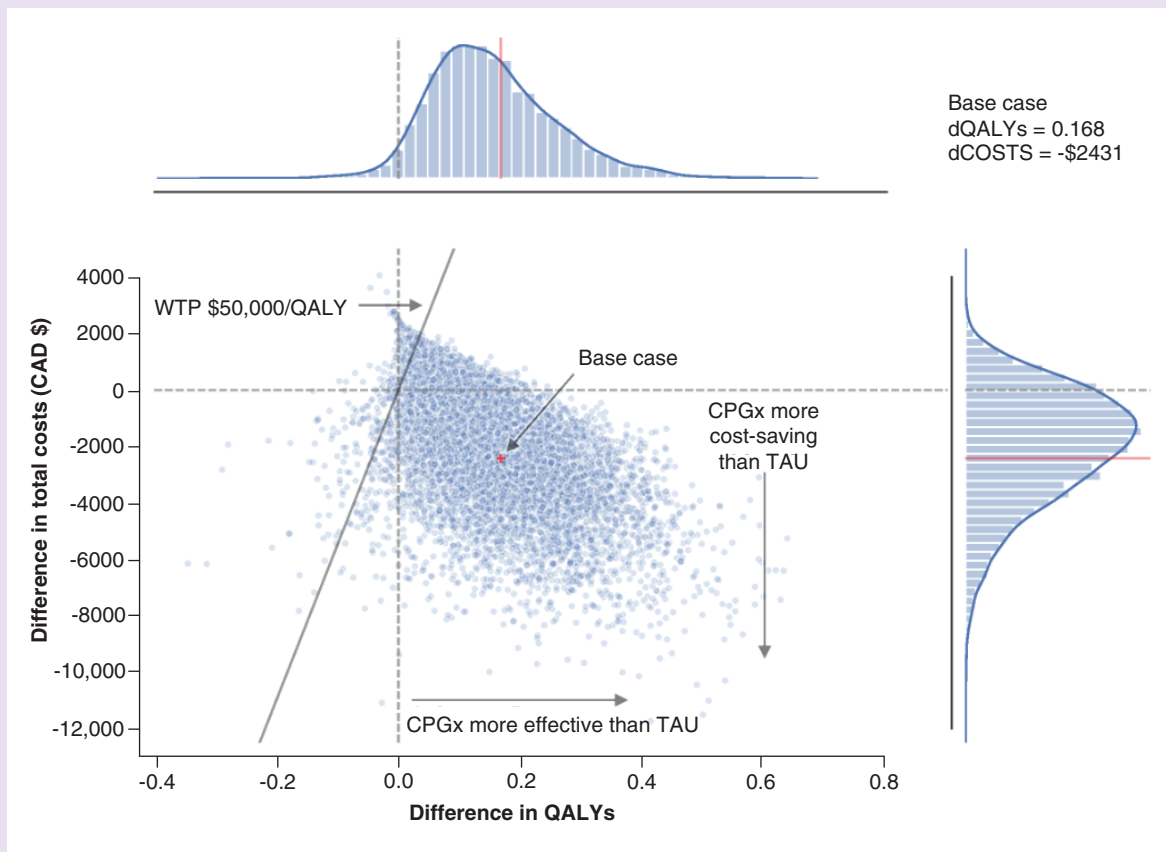 Base case
dQALYs = 0.168
dCOSTS = -$2431
4000
2000
0
-2000
-4000
-6000
-8000
-10,000
-12,000
Difference in total costs (CAD $)
WTP $50,000/QALY
Base case
CPGx more
cost-saving
than TAU
CPGx more effective than TAU
-0.4
-0.2
0.0
0.2
0.4
0.6
0.8
Difference in QALYs